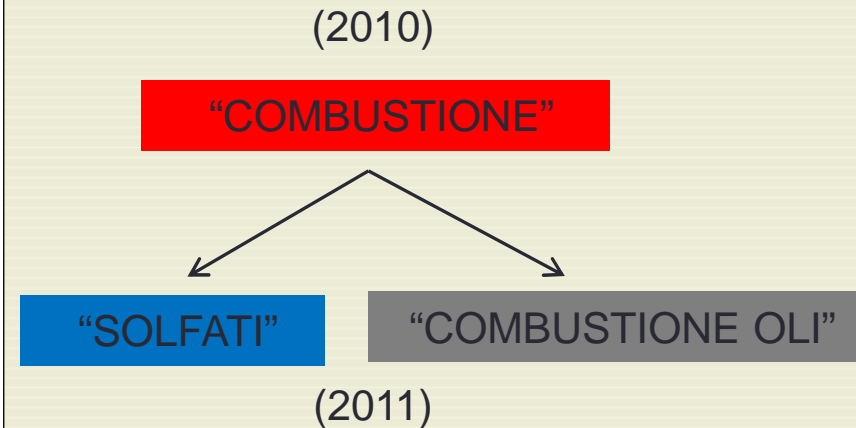 (2010)
“COMBUSTIONE”
“SOLFATI” “COMBUSTIONE OLI”
(2011)